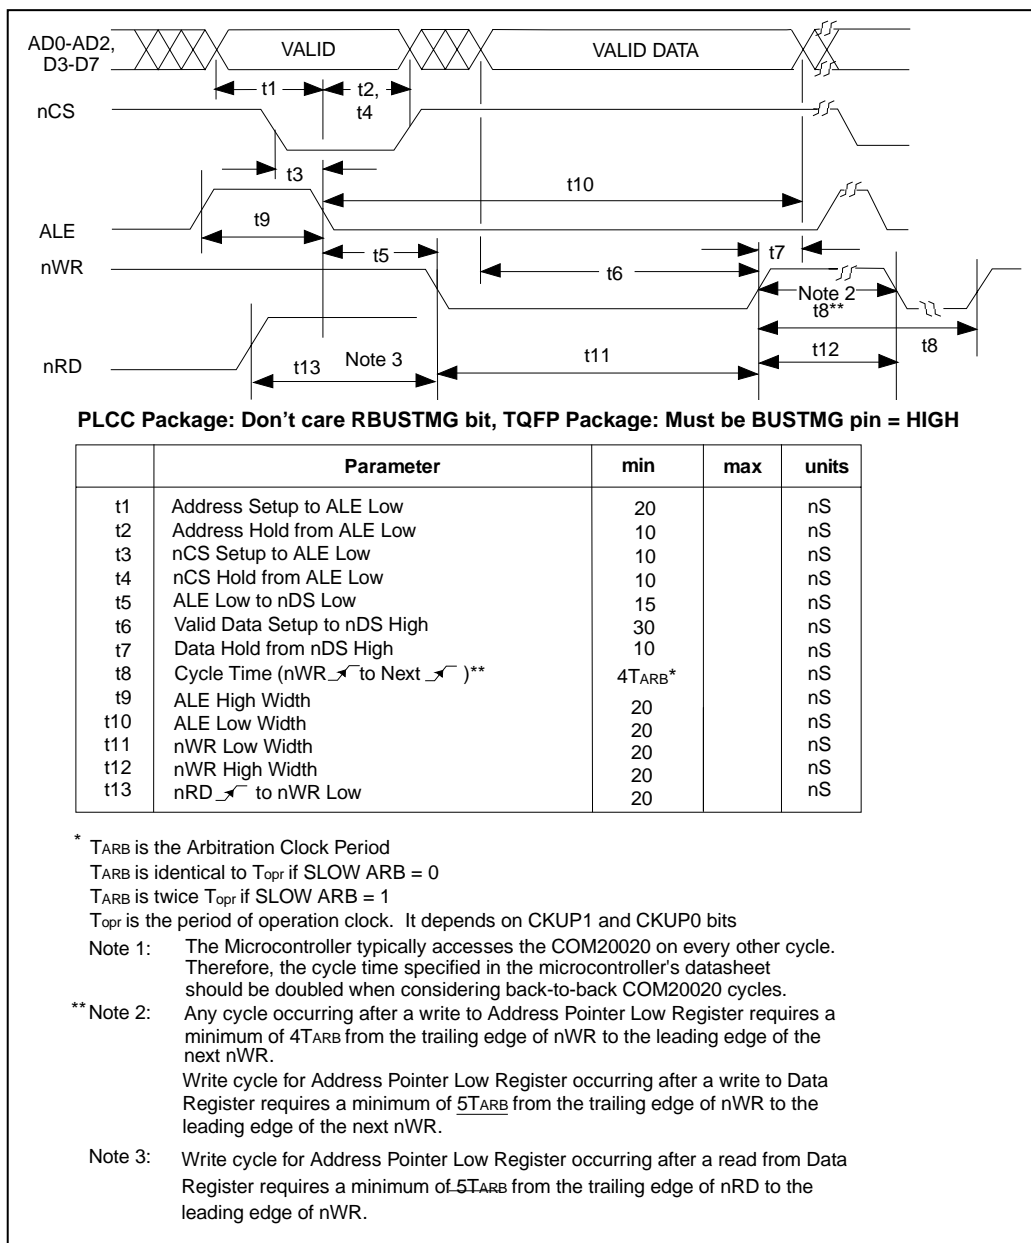 AD0-AD2,
D3-D7
VALID
VALID DATA
t1
t2,
t4
nCS
t3
t10
t9
ALE
t5
t7
nWR
t6
Note 2
t8**
t8
nRD
t13
Note 3
t11
t12
PLCC Package: Don't care RBUSTMG bit, TQFP Package: Must be BUSTMG pin = HIGH
Parameter min max units
t1 Address Setup to ALE Low 20 nS
t2 Address Hold from ALE Low 10 nS
t3 nCS Setup to ALE Low 10 nS
t4 nCS Hold from ALE Low 10 nS
t5 ALE Low to nDS Low 15 nS
t6 Valid Data Setup to nDS High 30 nS
t7 Data Hold from nDS High 10 nS
t8 Cycle Time (nWR to Next )** 4TARB* nS
t9 ALE High Width 20 nS
t10 ALE Low Width 20 nS
t11 nWR Low Width 20 nS
t12 nWR High Width 20 nS
t13 nRD to nWR Low 20 nS
* TARB is the Arbitration Clock Period
TARB is identical to Topr if SLOW ARB = 0
TARB is twice Topr if SLOW ARB = 1
Topr is the period of operation clock. It depends on CKUP1 and CKUP0 bits
Note 1: The Microcontroller typically accesses the COM20020 on every other cycle.
Therefore, the cycle time specified in the microcontroller's datasheet
should be doubled when considering back-to-back COM20020 cycles.
**Note 2: Any cycle occurring after a write to Address Pointer Low Register requires a
minimum of 4TARB from the trailing edge of nWR to the leading edge of the
next nWR.
Write cycle for Address Pointer Low Register occurring after a write to Data
Register requires a minimum of 5TARB from the trailing edge of nWR to the
leading edge of the next nWR.
Note 3: Write cycle for Address Pointer Low Register occurring after a read from Data
Register requires a minimum of 5TARB from the trailing edge of nRD to the
leading edge of nWR.